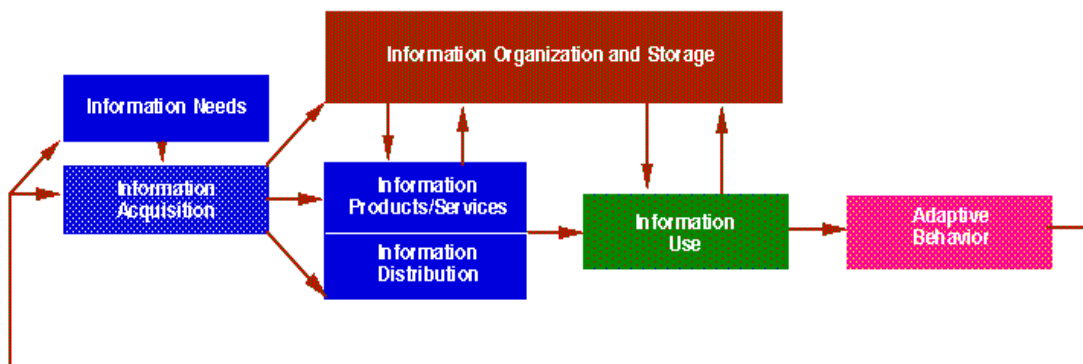 Information Organization and Storage
Information Needs
Information
Acquisition
Information
Products/Services
Information
Distribution
Information
Use
Adaptive
Behavior